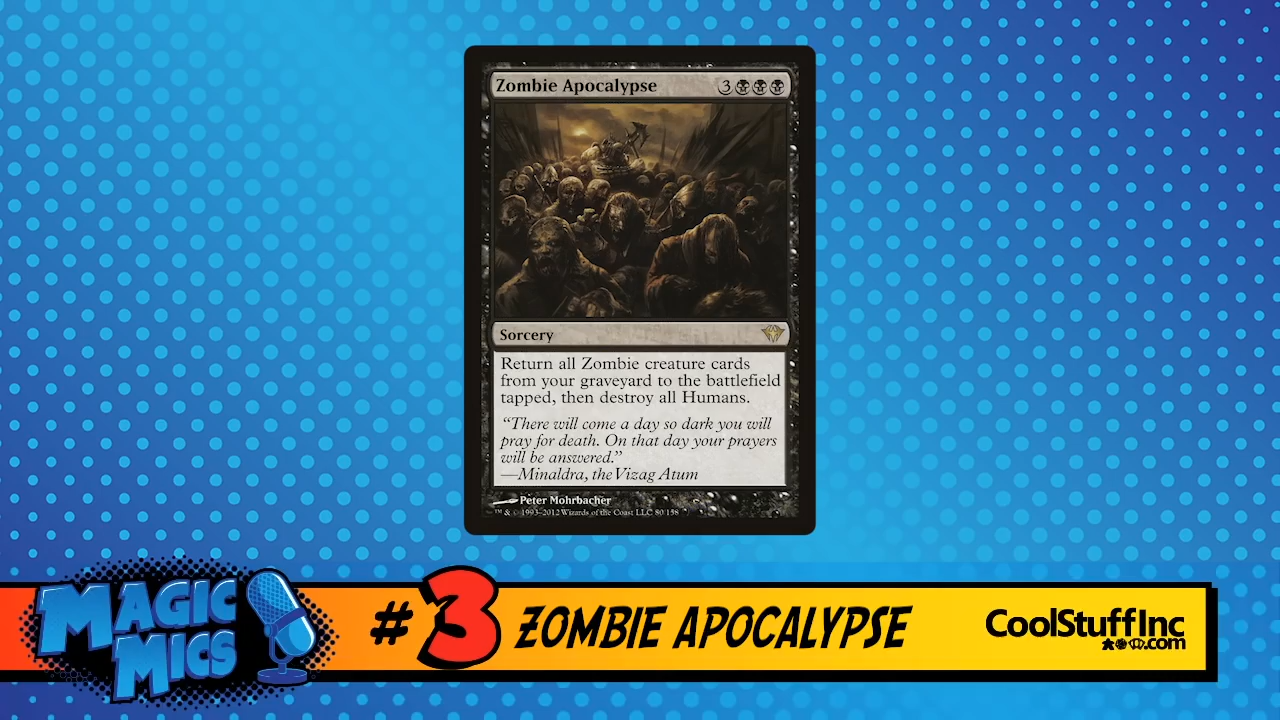 Zombie Apocalypse 3
Sorcery
Return all Zombie creature cards
from your graveyard to the battlefield
tapped, then destroy all Humans.
“There will come a day so dark you will
pray for death. On that day your prayers
will be answered.”
—Minaldra, the Vizag Atum
Peter Mohrbacher
™ & © 1993–2012 Wizards of the Coast LLC 80/158
MAGIC
MICS
#3 ZOMBIE APOCALYPSE
CoolStuffInc
.com